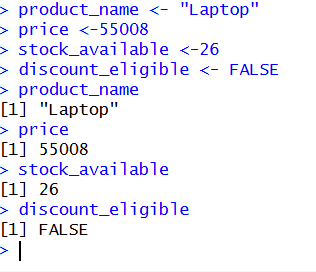 > product_name <- "Laptop"
> price <-55008
> stock_available <-26
> discount_eligible <- FALSE
> product_name
[1] "Laptop"
> price
[1] 55008
> stock_available
[1] 26
> discount_eligible
[1] FALSE
>